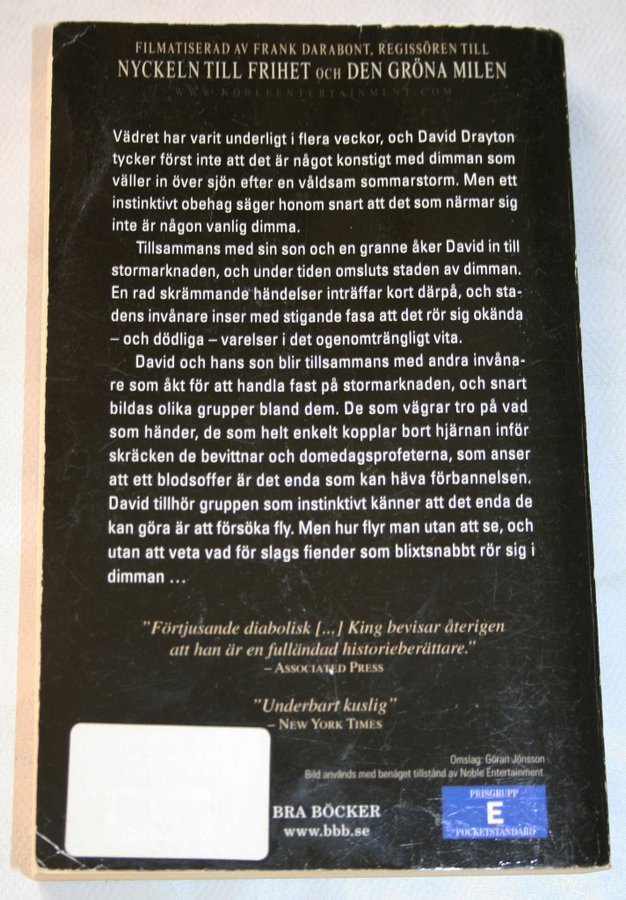 FILMATISERAD AV FRANK DARABONT, REGISSÖREN TILL
NYCKELN TILL FRIHET OCH DEN GRÖNA MILEN
WWW.NOBLEENTERTAINMENT.COM
Vädret har varit underligt i flera veckor, och David Drayton
tycker först inte att det är något konstigt med dimman som
väller in över sjön efter en våldsam sommarstorm. Men ett
instinktivt obehag säger honom snart att det som närmar sig
inte är någon vanlig dimma.
Tillsammans med sin son och en granne åker David in till
stormarknaden, och under tiden omsluts staden av dimman.
En rad skrämmande händelser inträffar kort därpå, och sta-
dens invånare inser med stigande fasa att det rör sig okända
– och dödliga – varelser i det ogenomträngligt vita.
David och hans son blir tillsammans med andra invåna-
re som åkt för att handla fast på stormarknaden, och snart
bildas olika grupper bland dem. De som vägrar tro på vad
som händer, de som helt enkelt kopplar bort hjärnan inför
skräcken de bevittnar och domedagsprofeterna, som anser
att ett blodsoffer är det enda som kan häva förbannelsen.
David tillhör gruppen som instinktivt känner att det enda de
kan göra är att försöka fly. Men hur flyr man utan att se, och
utan att veta vad för slags fiender som blixtsnabbt rör sig i
dimman ...
"Förtjusande diabolisk [...] King bevisar återigen
att han är en fulländad historieberättare."
– ASSOCIATED PRESS
"Underbart kuslig"
– NEW YORK TIMES
Omslag: Göran Jönsson
Bild används med benäget tillstånd av Noble Entertainment.
BRA BÖCKER
www.bbb.se
PRISGRUPP
E
POCKETSTANDARD